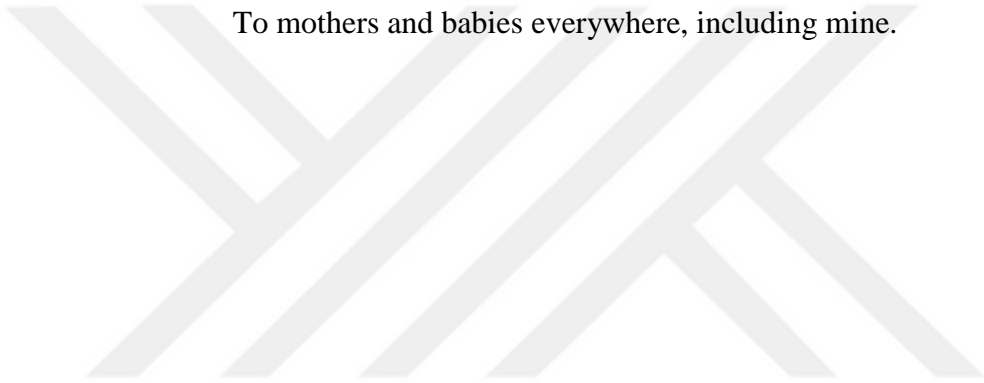 To mothers and babies everywhere, including mine.